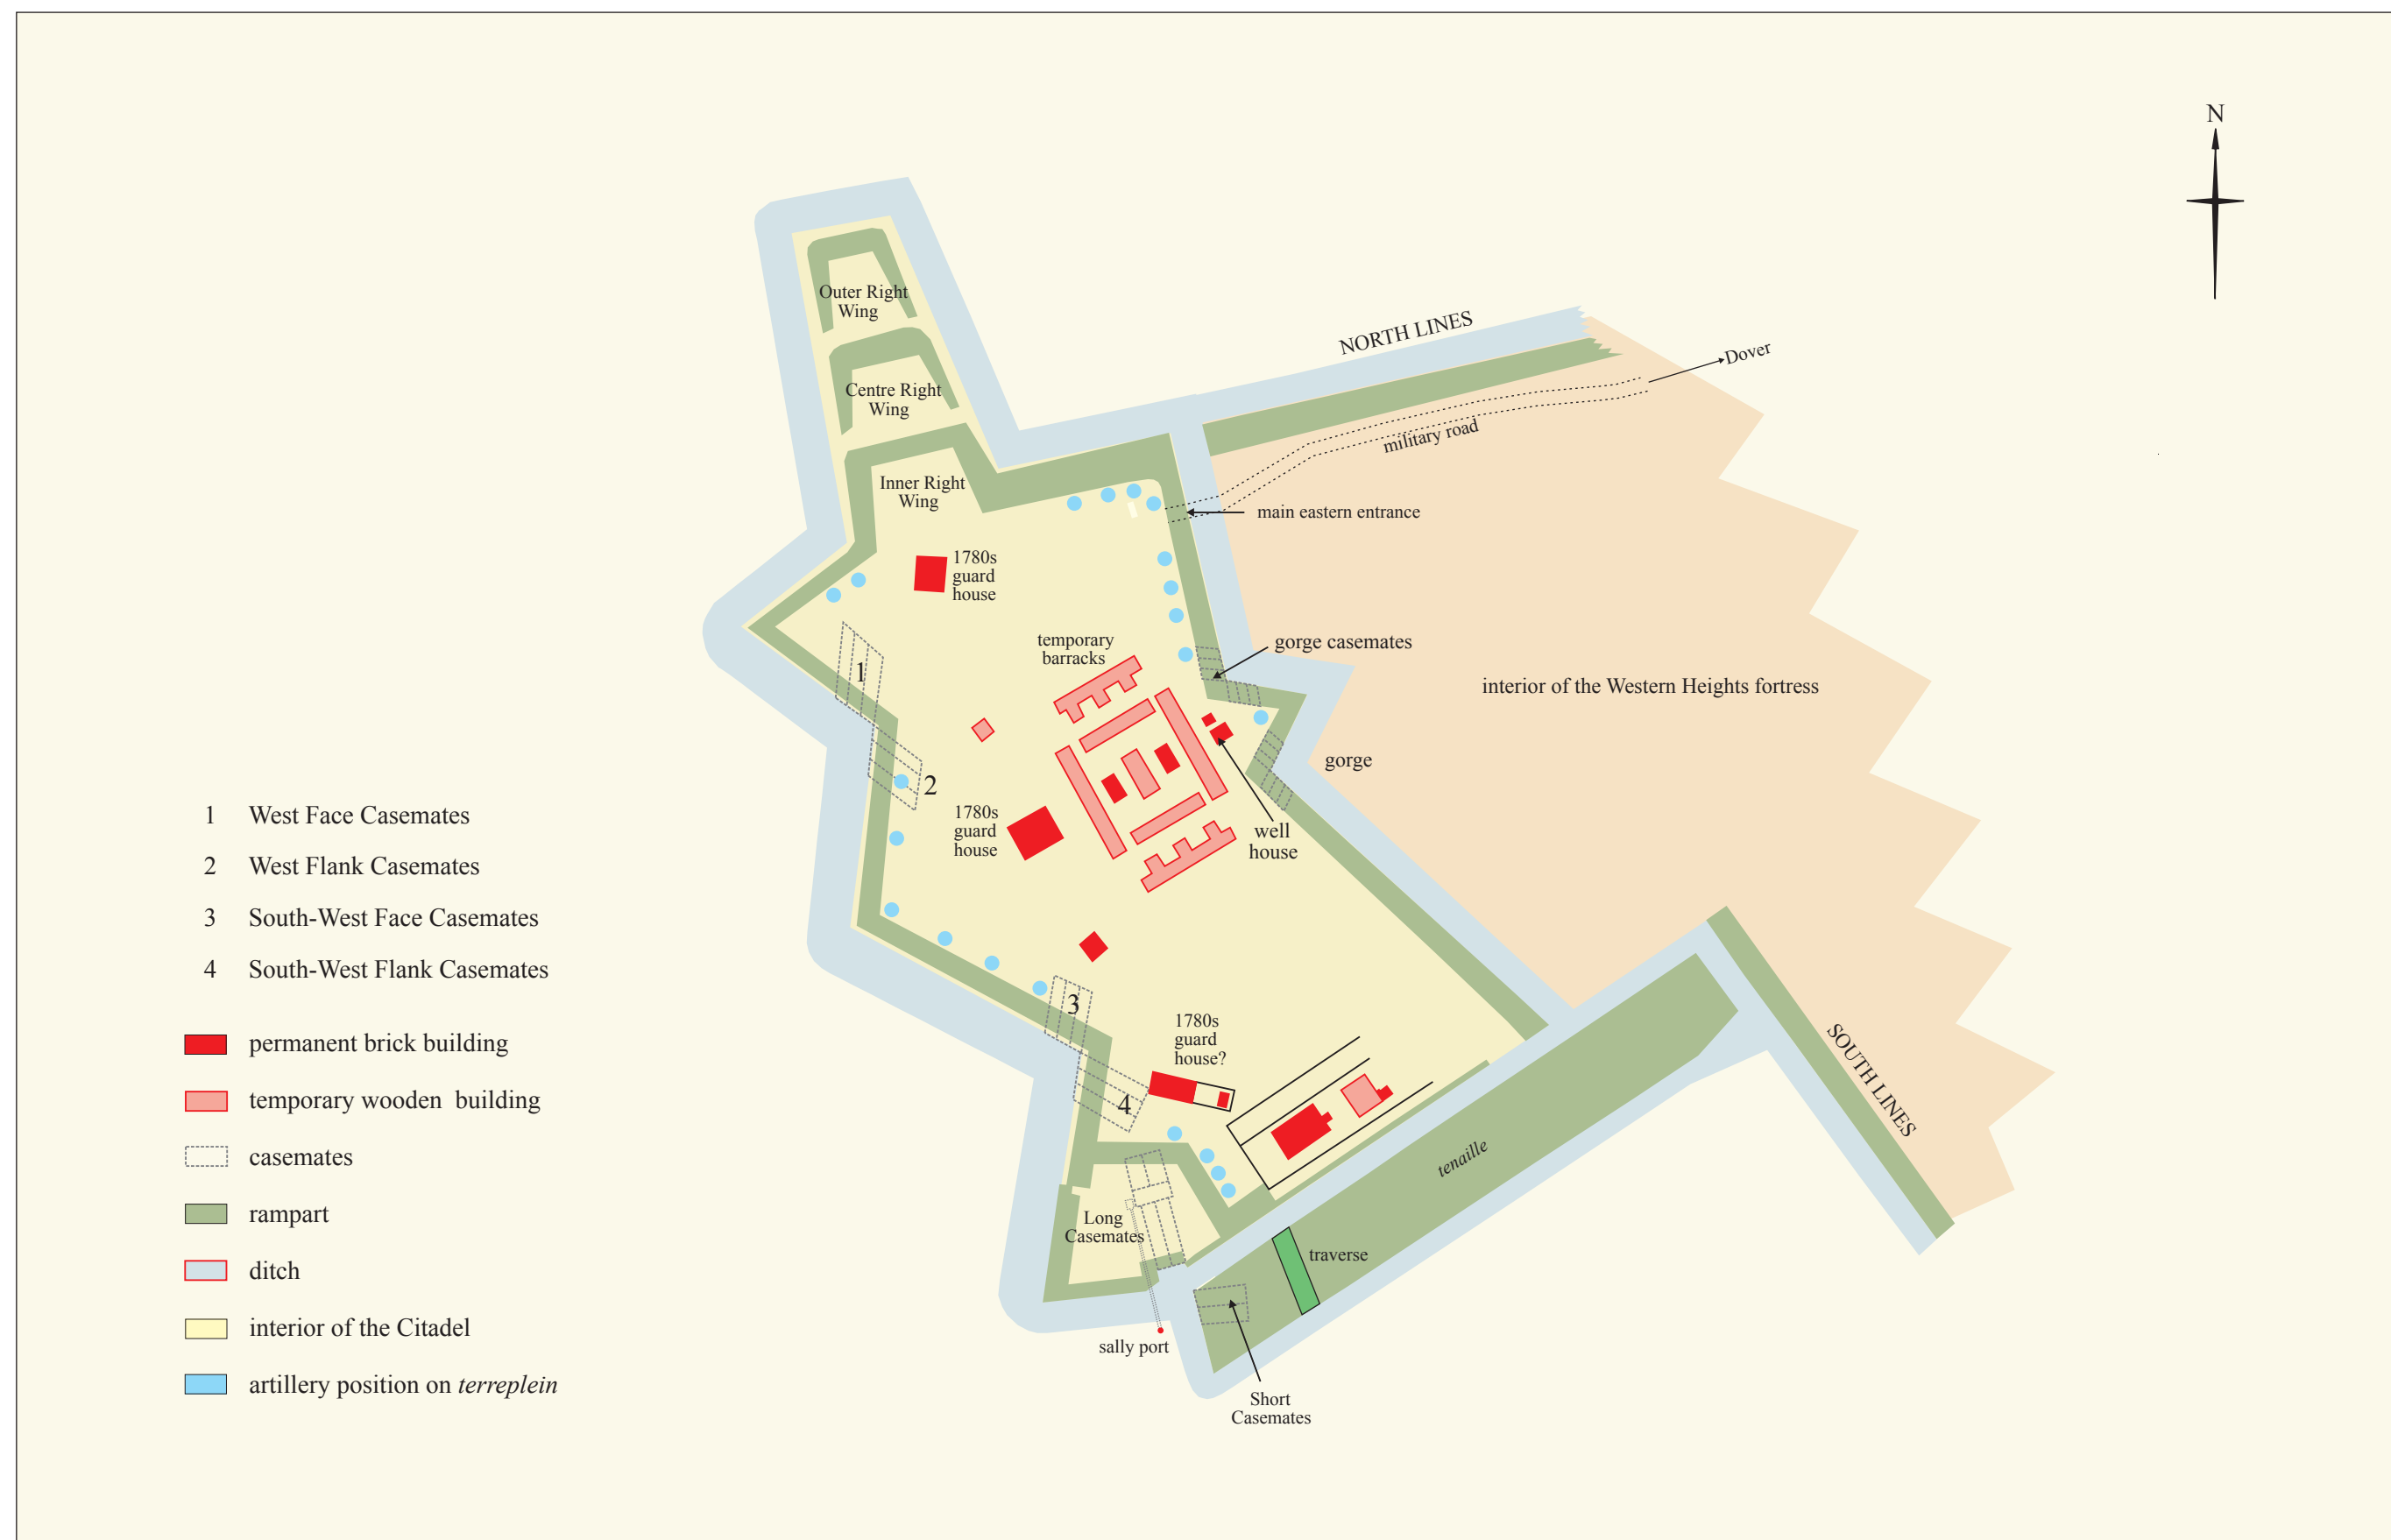 N
Outer Right
Wing
NORTH LINES
Dover
Centre Right
Wing
military road
Inner Right
Wing
main eastern entrance
1780s
guard
house
temporary
barracks
gorge casemates
1
interior of the Western Heights fortress
2
gorge
1780s
guard
house
well
house
1 West Face Casemates
2 West Flank Casemates
3 South-West Face Casemates
4 South-West Flank Casemates
3
1780s
guard
house?
SOUTH LINES
4
tenaille
permanent brick building
temporary wooden building
casemates
rampart
ditch
interior of the Citadel
artillery position on terreplein
Long
Casemates
traverse
sally port
Short
Casemates